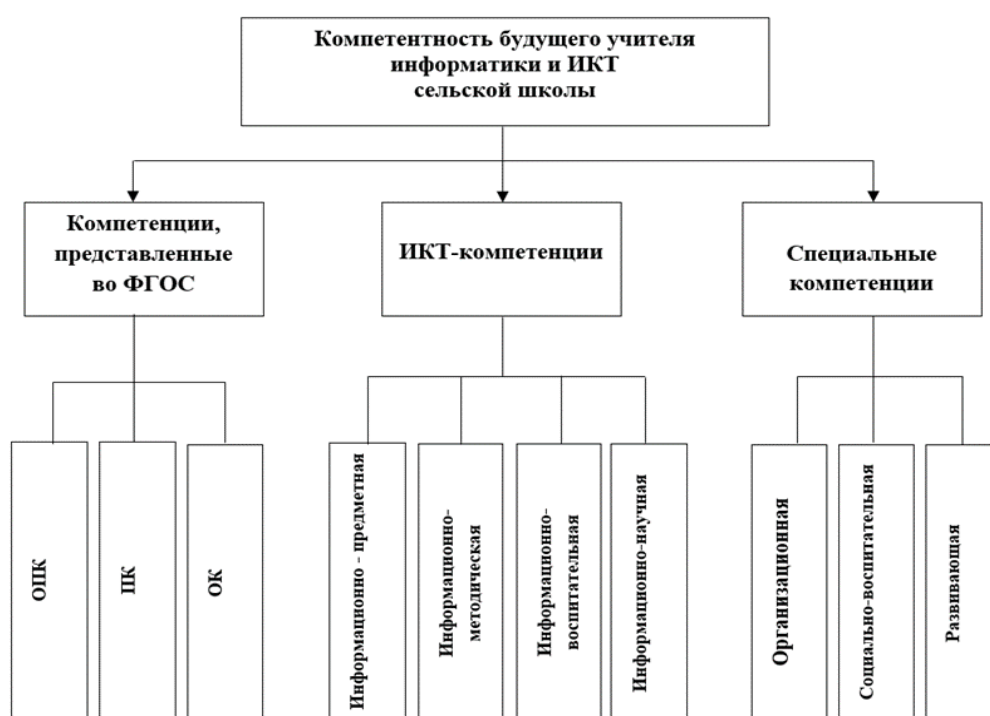 Компетентность будущего учителя
информатики и ИКТ
сельской школы
Компетенции,
представленные
во ФГОС
ИКТ-компетенции
Специальные
компетенции
ОПК
ПК
ОК
Информационно - предметная
Информационно-
методическая
Информационно-
воспитательная
Информационно-научная
Организационная
Социально-воспитательная
Развивающая